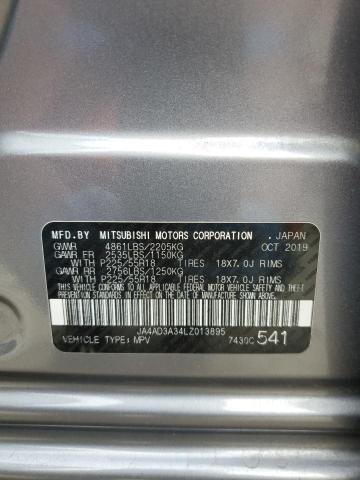 MFD.BY MITSUBISHI MOTORS CORPORATION, JAPAN
GVWR 4861LBS/2205KG OCT 2019
GAWR FR 2535LBS/1150KG
WITH P225/55R18 TIRES 18X7.0J RIMS
GAWR RR 2756LBS/1250KG
WITH P225/55R18 TIRES 18X7.0J RIMS
THIS VEHICLE CONFORMS TO ALL APPLICABLE
FEDERAL MOTOR VEHICLE SAFETY AND THEFT
PREVENTION STANDARDS IN EFFECT ON THE
DATE OF MANUFACTURE SHOWN ABOVE.
JA4AD3A34LZ013895
VEHICLE TYPE: MPV 7430C 541